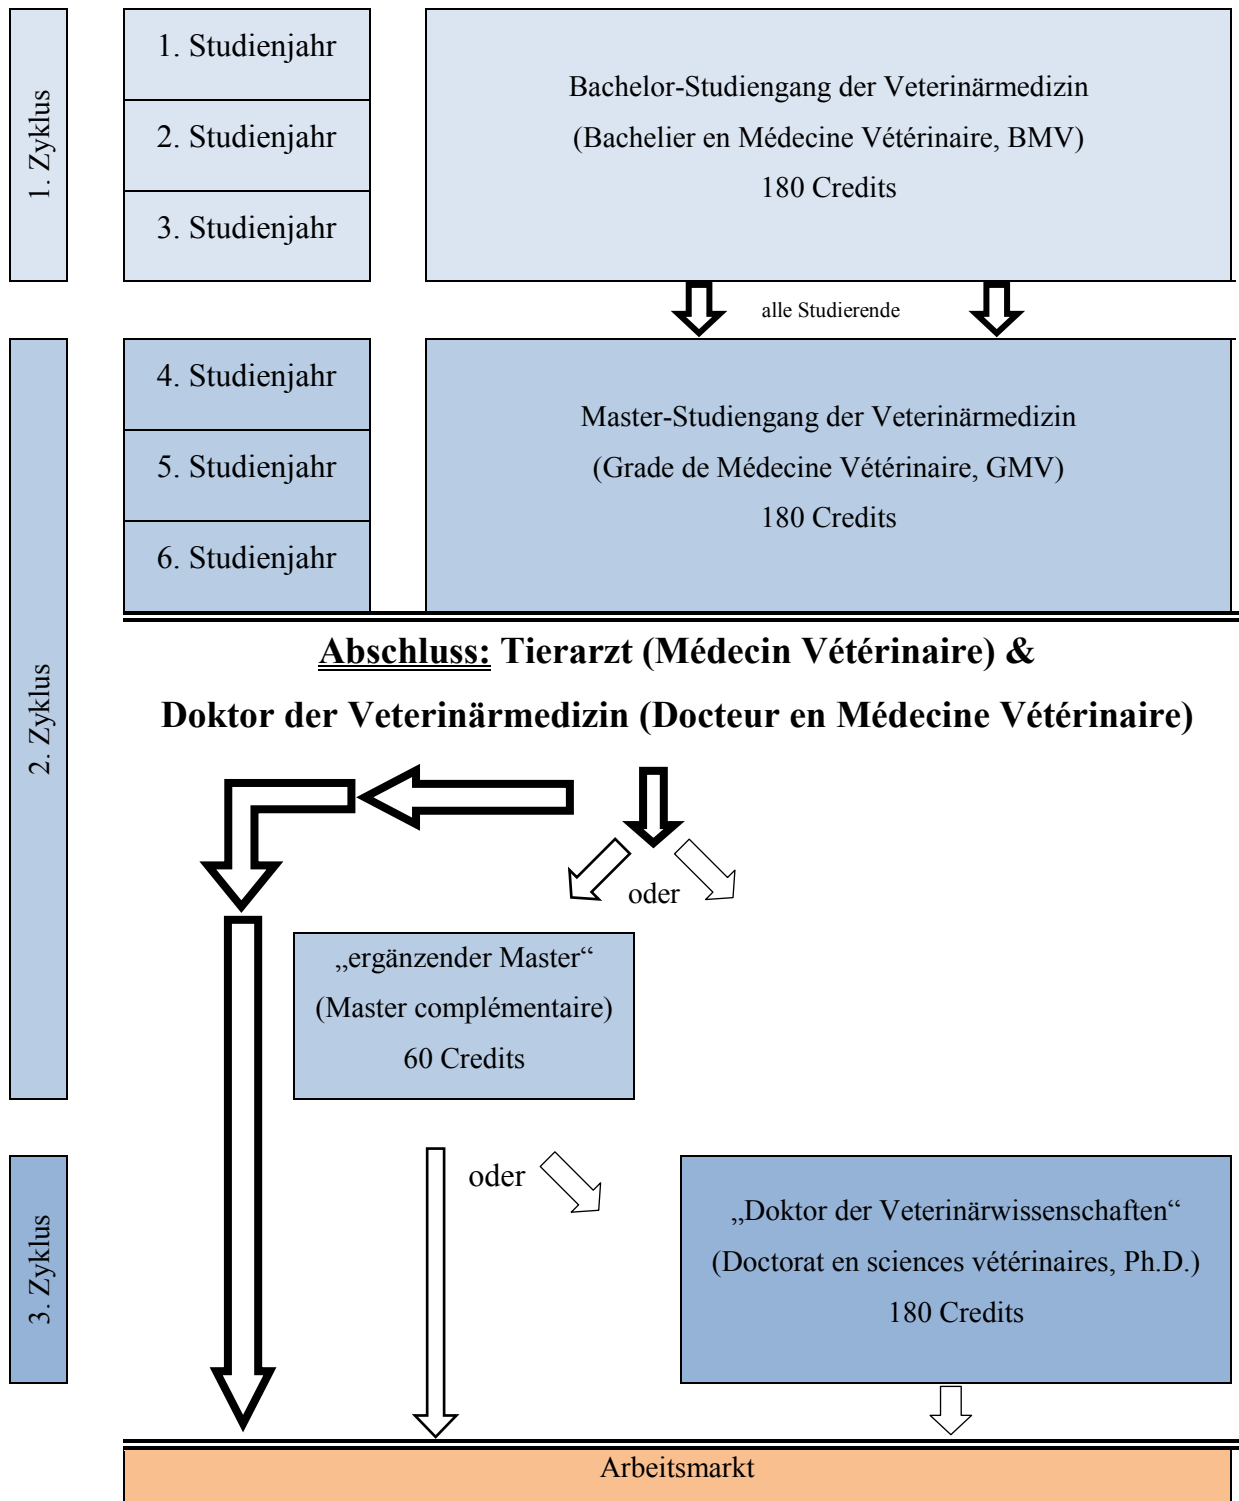 1. Zyklus
1. Studienjahr
2. Studienjahr
3. Studienjahr
Bachelor-Studiengang der Veterinärmedizin
(Bachelier en Médecine Vétérinaire, BMV)
180 Credits
alle Studierende
2. Zyklus
4. Studienjahr
5. Studienjahr
6. Studienjahr
Master-Studiengang der Veterinärmedizin
(Grade de Médecine Vétérinaire, GMV)
180 Credits
Abschluss: Tierarzt (Médecin Vétérinaire) &
Doktor der Veterinärmedizin (Docteur en Médecine Vétérinaire)
oder
„ergänzender Master“
(Master complémentaire)
60 Credits
3. Zyklus
oder
„Doktor der Veterinärwissenschaften“
(Doctorat en sciences vétérinaires, Ph.D.)
180 Credits
Arbeitsmarkt